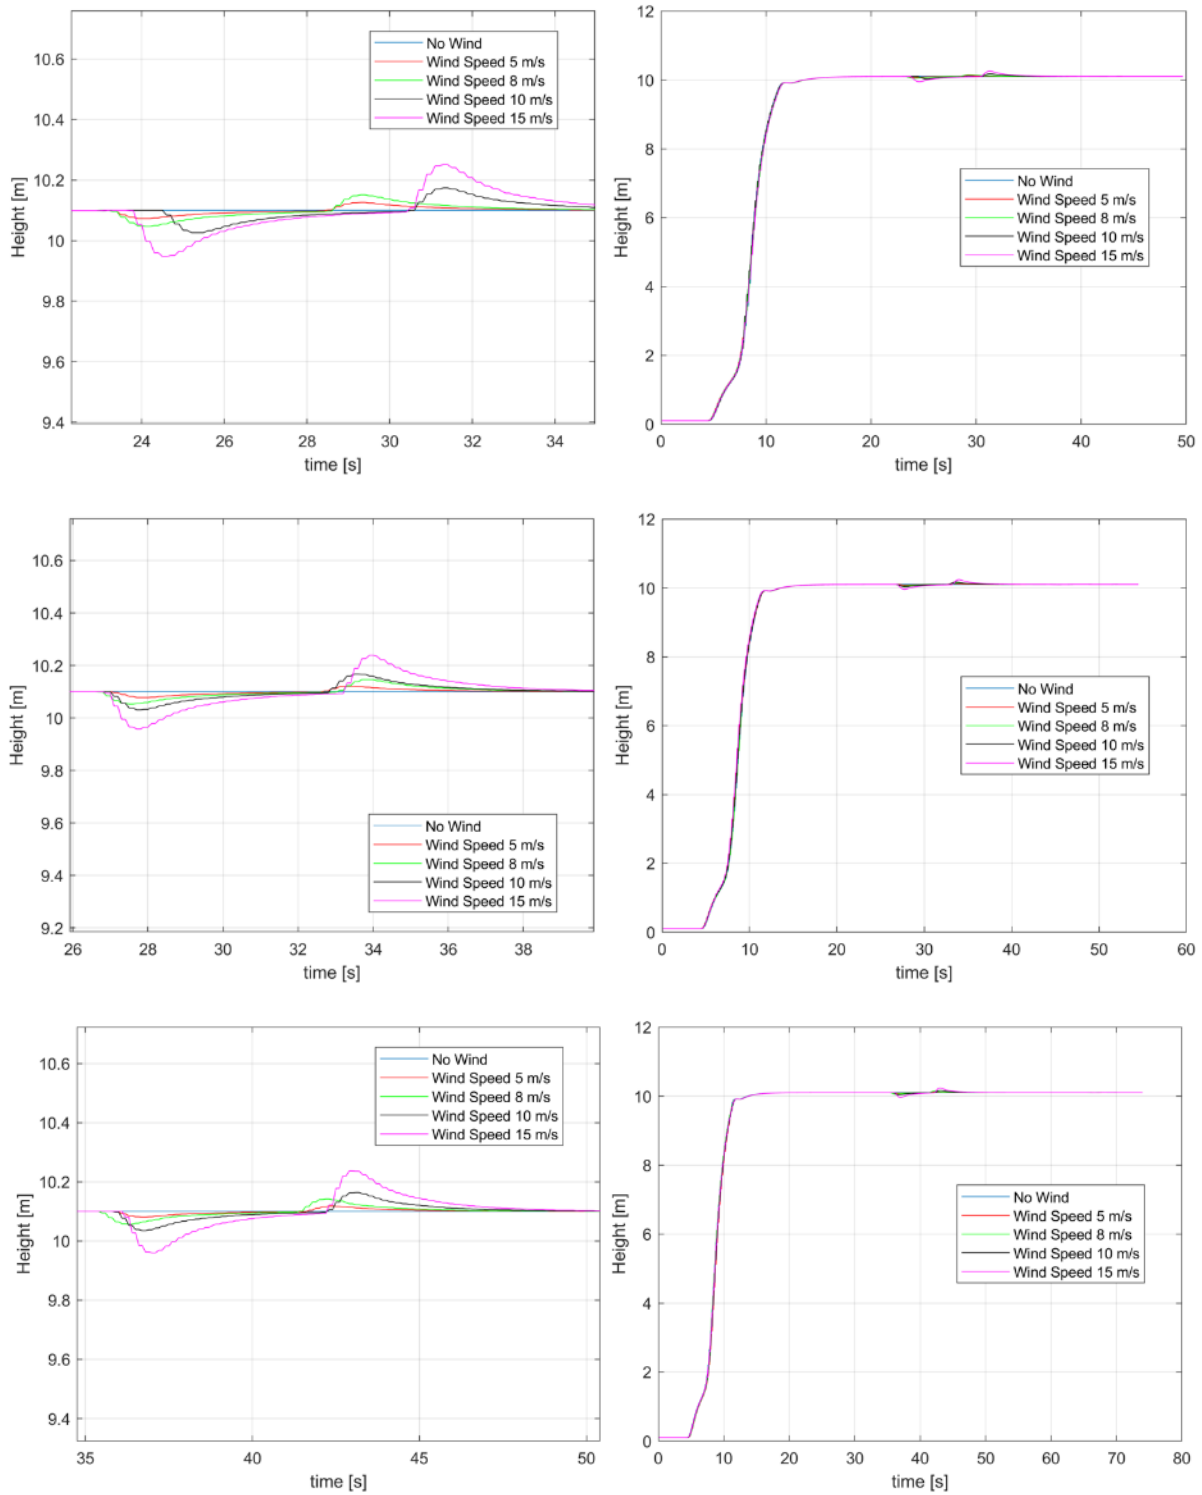 10.6
10.4
10.2
10
9.8
9.6
9.4
Height [m]
24 26 28 30 32 34
time [s]
No Wind
Wind Speed 5 m/s
Wind Speed 8 m/s
Wind Speed 10 m/s
Wind Speed 15 m/s
12
10
8
6
4
2
0
Height [m]
0 10 20 30 40 50
time [s]
No Wind
Wind Speed 5 m/s
Wind Speed 8 m/s
Wind Speed 10 m/s
Wind Speed 15 m/s
10.6
10.4
10.2
10
9.8
9.6
9.4
9.2
Height [m]
26 28 30 32 34 36 38
time [s]
No Wind
Wind Speed 5 m/s
Wind Speed 8 m/s
Wind Speed 10 m/s
Wind Speed 15 m/s
12
10
8
6
4
2
0
Height [m]
0 10 20 30 40 50 60
time [s]
No Wind
Wind Speed 5 m/s
Wind Speed 8 m/s
Wind Speed 10 m/s
Wind Speed 15 m/s
10.6
10.4
10.2
10
9.8
9.6
9.4
Height [m]
35 40 45 50
time [s]
No Wind
Wind Speed 5 m/s
Wind Speed 8 m/s
Wind Speed 10 m/s
Wind Speed 15 m/s
12
10
8
6
4
2
0
Height [m]
0 10 20 30 40 50 60 70 80
time [s]
No Wind
Wind Speed 5 m/s
Wind Speed 8 m/s
Wind Speed 10 m/s
Wind Speed 15 m/s